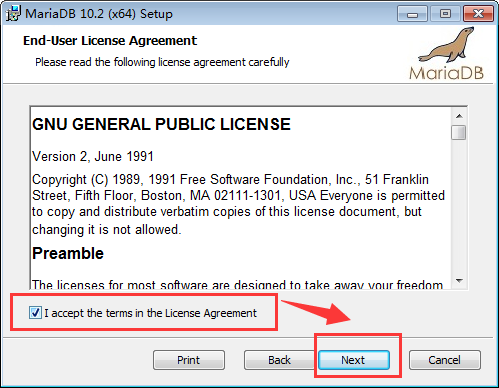 MariaDB 10.2 (x64) Setup
End-User License Agreement
Please read the following license agreement carefully
MariaDB
GNU GENERAL PUBLIC LICENSE
Version 2, June 1991
Copyright (C) 1989, 1991 Free Software Foundation, Inc., 51 Franklin
Street, Fifth Floor, Boston, MA 02111-1301, USA Everyone is permitted
to copy and distribute verbatim copies of this license document, but
changing it is not allowed.
Preamble
The licenses for most software are designed to take away your freedom
I accept the terms in the License Agreement
Print
Back
Next
Cancel